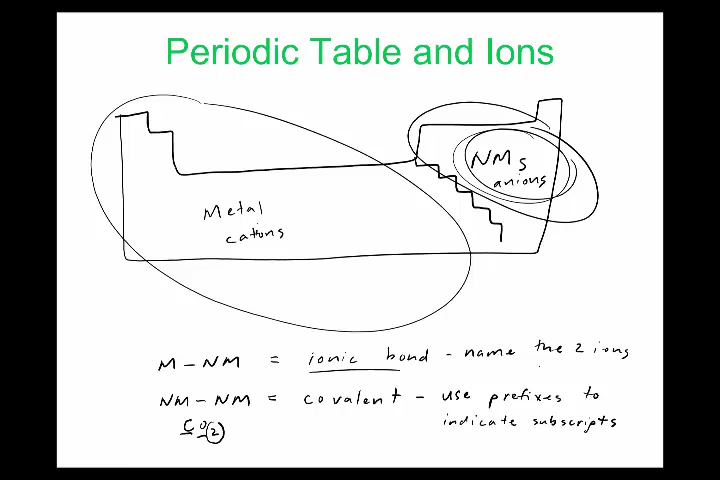 Periodic Table and Ions
NMs
anions
Metal
cations
M - NM = ionic bond - name the 2 ions
NM - NM = covalent - use prefixes to
CO2
indicate subscripts